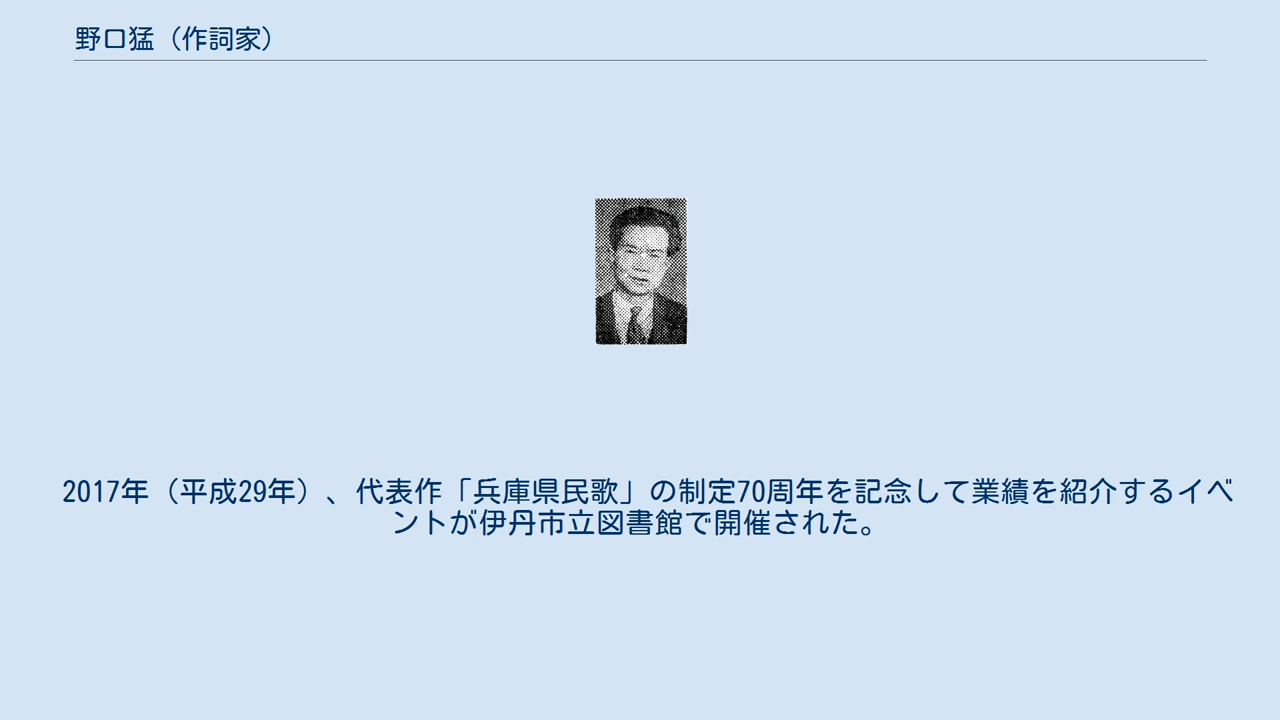 野口猛（作詞家）
2017年（平成29年）、代表作「兵庫県民歌」の制定70周年を記念して業績を紹介するイベ
ントが伊丹市立図書館で開催された。